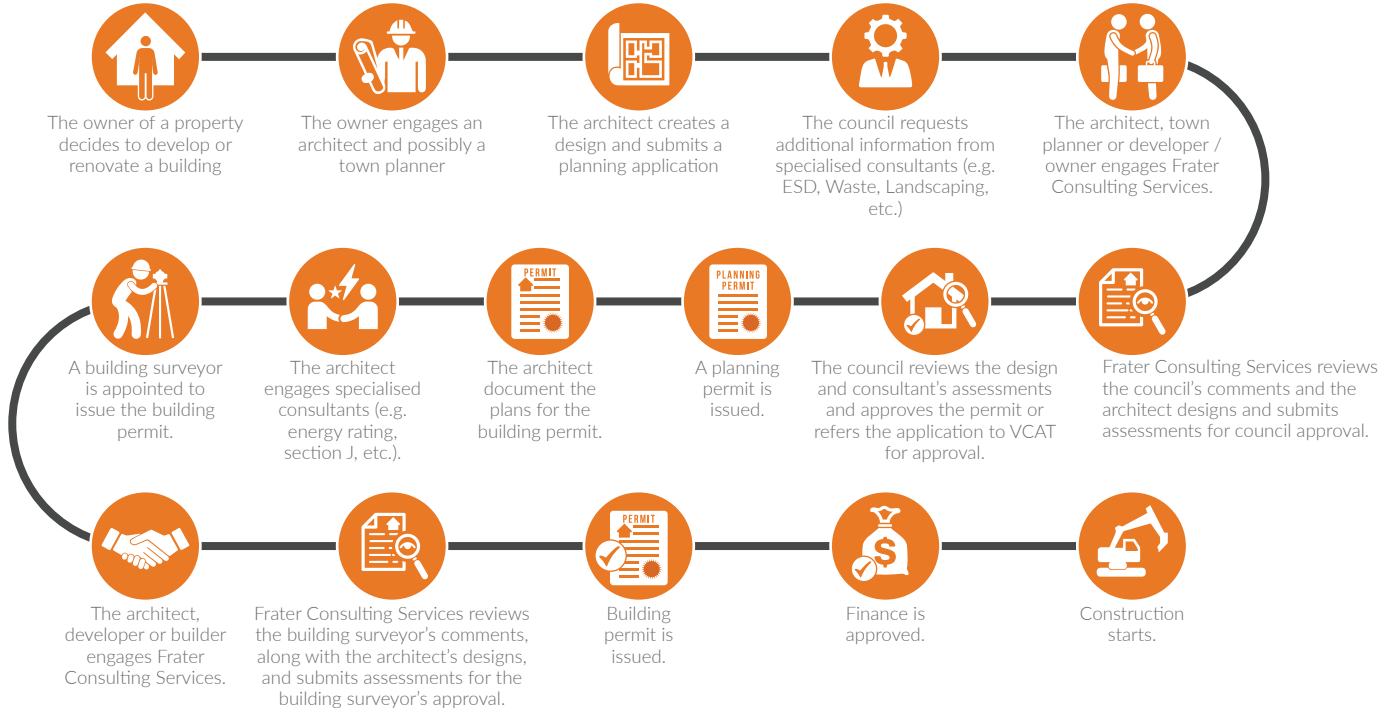 The owner of a property
decides to develop or
renovate a building
The owner engages an
architect and possibly a
town planner
The architect creates a
design and submits a
planning application
The council requests
additional information from
specialised consultants (e.g.
ESD, Waste, Landscaping,
etc.)
The architect, town
planner or developer /
owner engages Frater
Consulting Services.
Frater Consulting Services reviews
the council's comments and the
architect designs and submits
assessments for council approval.
The council reviews the design
and consultant's assessments
and approves the permit or
refers the application to VCAT
for approval.
PLANNING
PERMIT
A planning
permit is
issued.
PERMIT
The architect
document the
plans for the
building permit.
The architect
engages specialised
consultants (e.g.
energy rating,
section J, etc.).
A building surveyor
is appointed to
issue the building
permit.
The architect,
developer or builder
engages Frater
Consulting Services.
Frater Consulting Services reviews
the building surveyor's comments,
along with the architect's designs,
and submits assessments for the
building surveyor's approval.
PERMIT
Building
permit is
issued.
$
Finance is
approved.
Construction
starts.